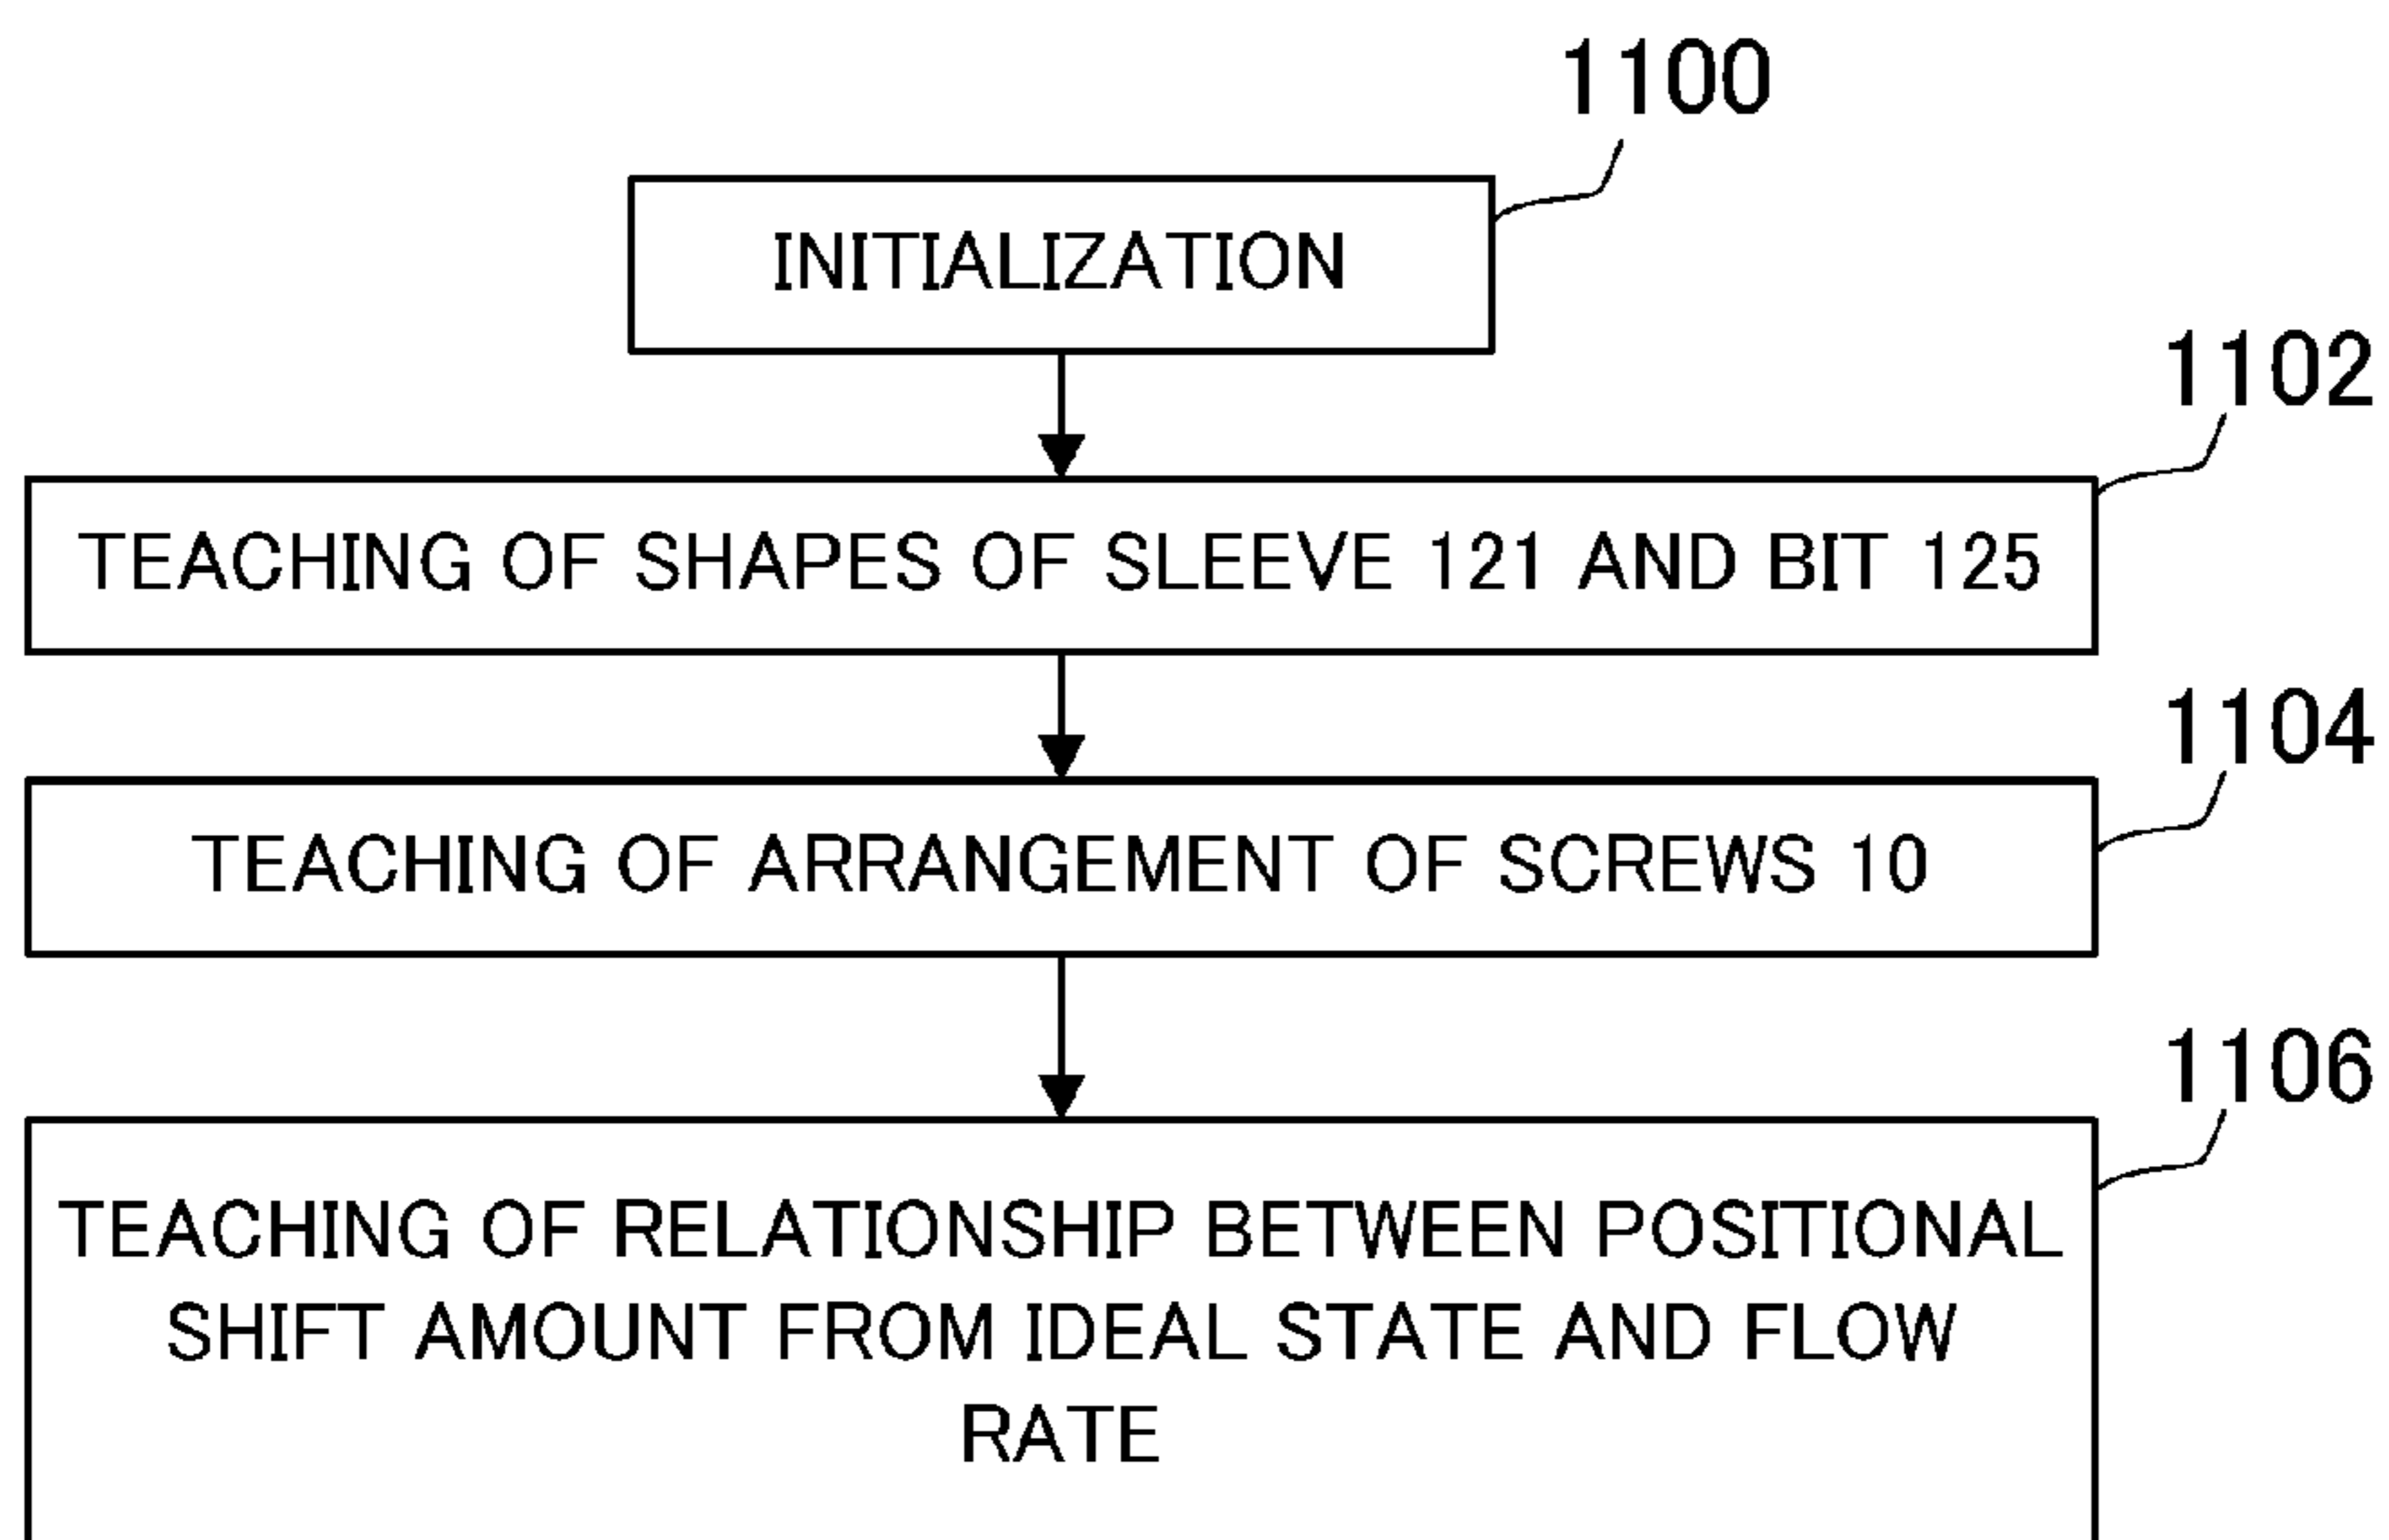 1100
INITIALIZATION
1102
TEACHING OF SHAPES OF SLEEVE 121 AND BIT 125
1104
TEACHING OF ARRANGEMENT OF SCREWS 10
1106
TEACHING OF RELATIONSHIP BETWEEN POSITIONAL
SHIFT AMOUNT FROM IDEAL STATE AND FLOW
RATE